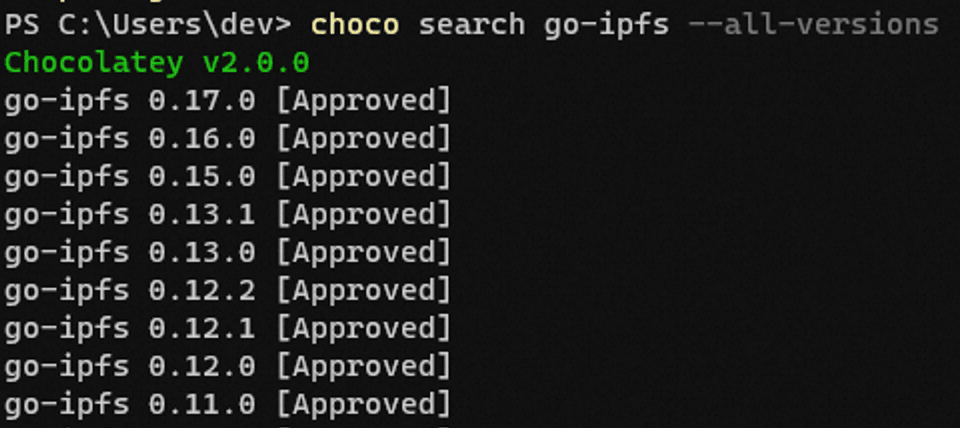 PS C:\Users\dev> choco search go-ipfs --all-versions
Chocolatey v2.0.0
go-ipfs 0.17.0 [Approved]
go-ipfs 0.16.0 [Approved]
go-ipfs 0.15.0 [Approved]
go-ipfs 0.13.1 [Approved]
go-ipfs 0.13.0 [Approved]
go-ipfs 0.12.2 [Approved]
go-ipfs 0.12.1 [Approved]
go-ipfs 0.12.0 [Approved]
go-ipfs 0.11.0 [Approved]